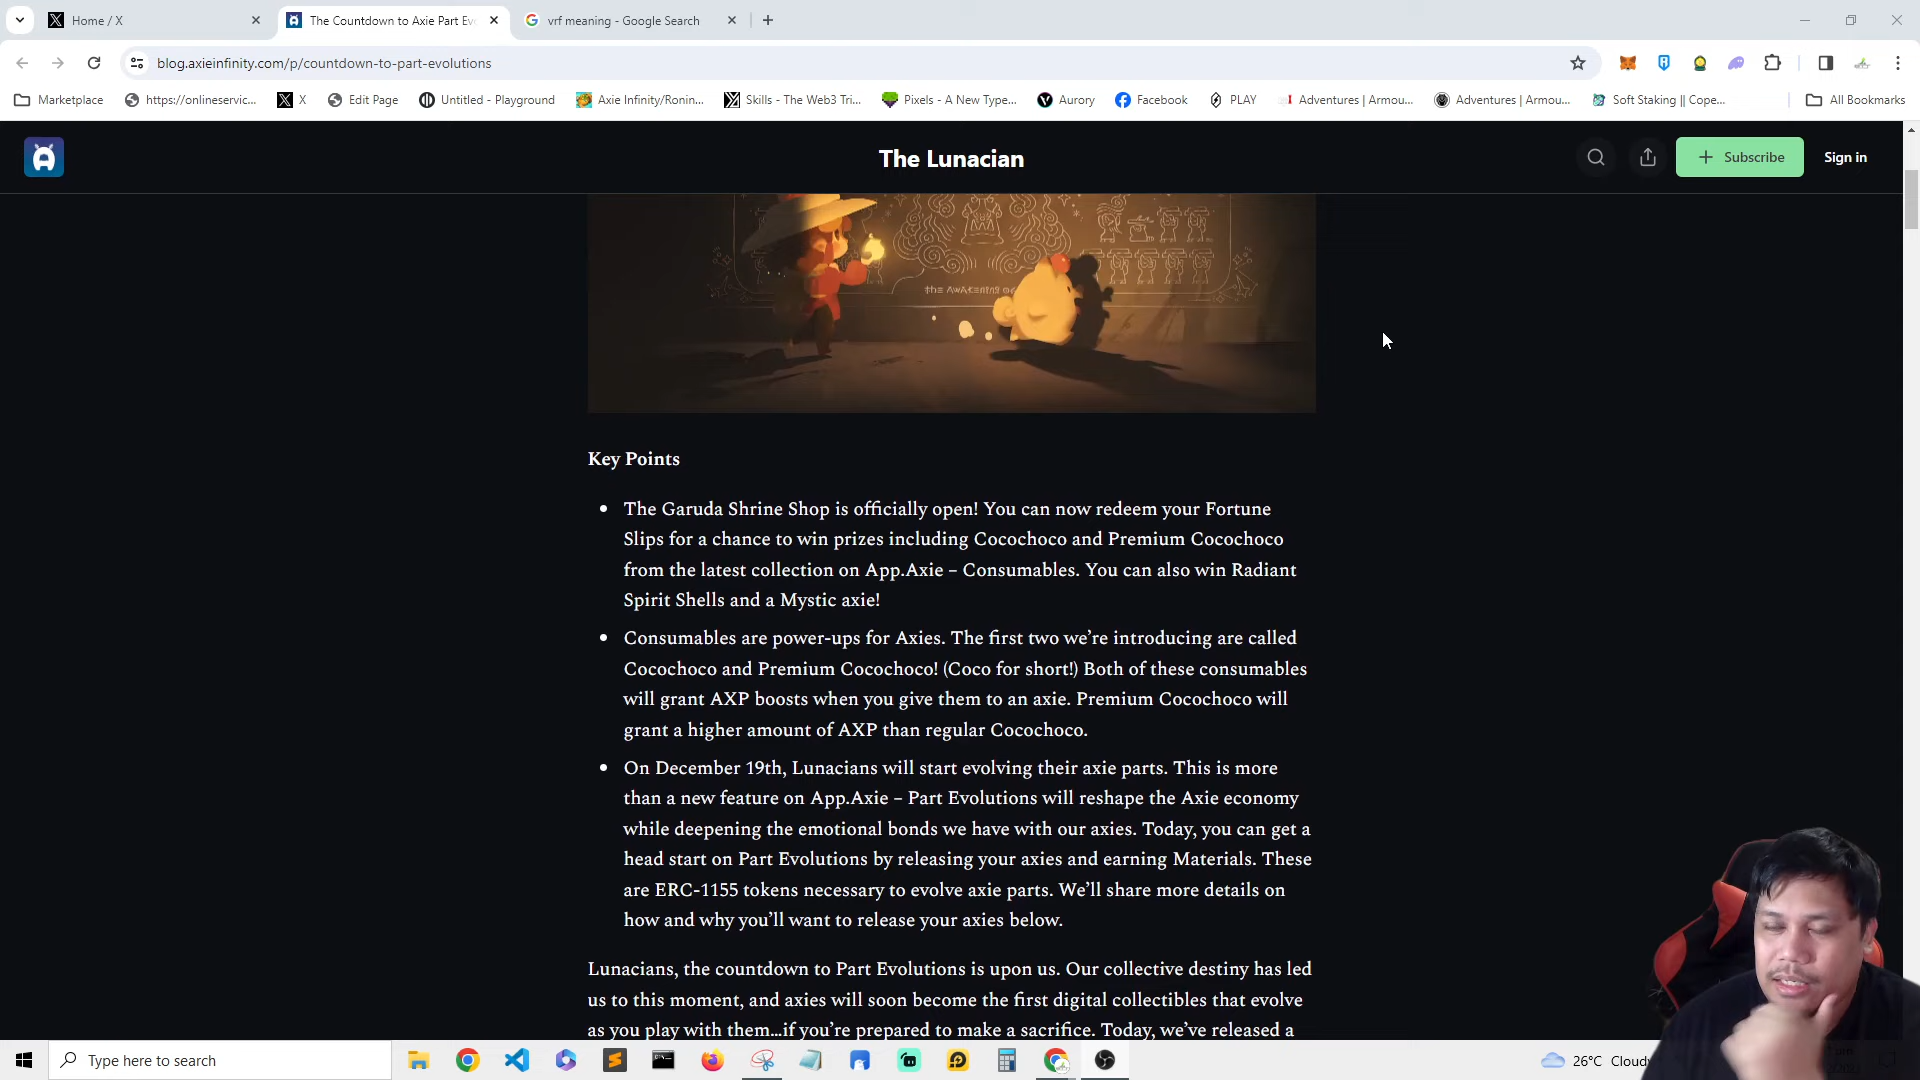 Home / X
The Countdown to Axie Part Ev
vrf meaning - Google Search
blog.axieinfinity.com/p/countdown-to-part-evolutions
Marketplace
https://onlineservic...
X
Edit Page
Untitled - Playground
Axie Infinity/Ronin...
Skills - The Web3 Tri...
Pixels - A New Type...
Aurory
Facebook
PLAY
Adventures | Armou...
Adventures | Armou...
Soft Staking || Cope...
All Bookmarks
The Lunacian
Subscribe
Sign in
Key Points
The Garuda Shrine Shop is officially open! You can now redeem your Fortune
Slips for a chance to win prizes including Cocochoco and Premium Cocochoco
from the latest collection on App.Axie – Consumables. You can also win Radiant
Spirit Shells and a Mystic axie!
Consumables are power-ups for Axies. The first two we're introducing are called
Cocochoco and Premium Cocochoco! (Coco for short!) Both of these consumables
will grant AXP boosts when you give them to an axie. Premium Cocochoco will
grant a higher amount of AXP than regular Cocochoco.
On December 19th, Lunacians will start evolving their axie parts. This is more
than a new feature on App.Axie – Part Evolutions will reshape the Axie economy
while deepening the emotional bonds we have with our axies. Today, you can get a
head start on Part Evolutions by releasing your axies and earning Materials. These
are ERC-1155 tokens necessary to evolve axie parts. We'll share more details on
how and why you'll want to release your axies below.
Lunacians, the countdown to Part Evolutions is upon us. Our collective destiny has led
us to this moment, and axies will soon become the first digital collectibles that evolve
as you play with them...if you're prepared to make a sacrifice. Today, we've released a
Type here to search
26°C Cloudy